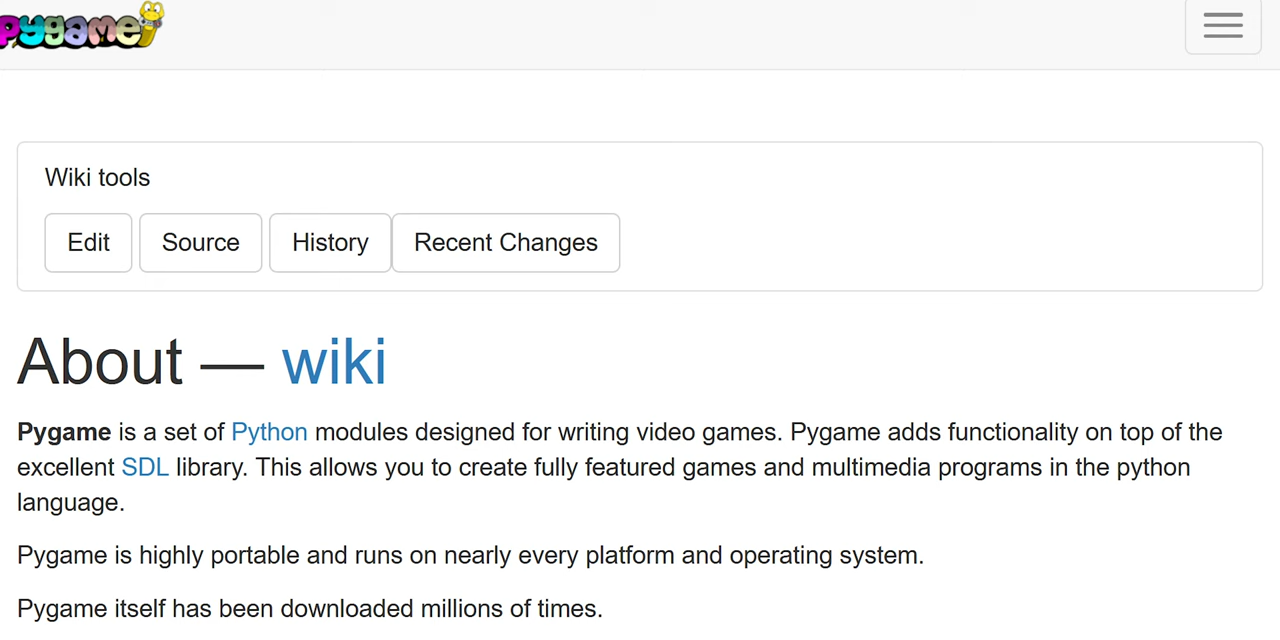 pygame
Wiki tools
Edit Source History Recent Changes
About — wiki
Pygame is a set of Python modules designed for writing video games. Pygame adds functionality on top of the
excellent SDL library. This allows you to create fully featured games and multimedia programs in the python
language.
Pygame is highly portable and runs on nearly every platform and operating system.
Pygame itself has been downloaded millions of times.